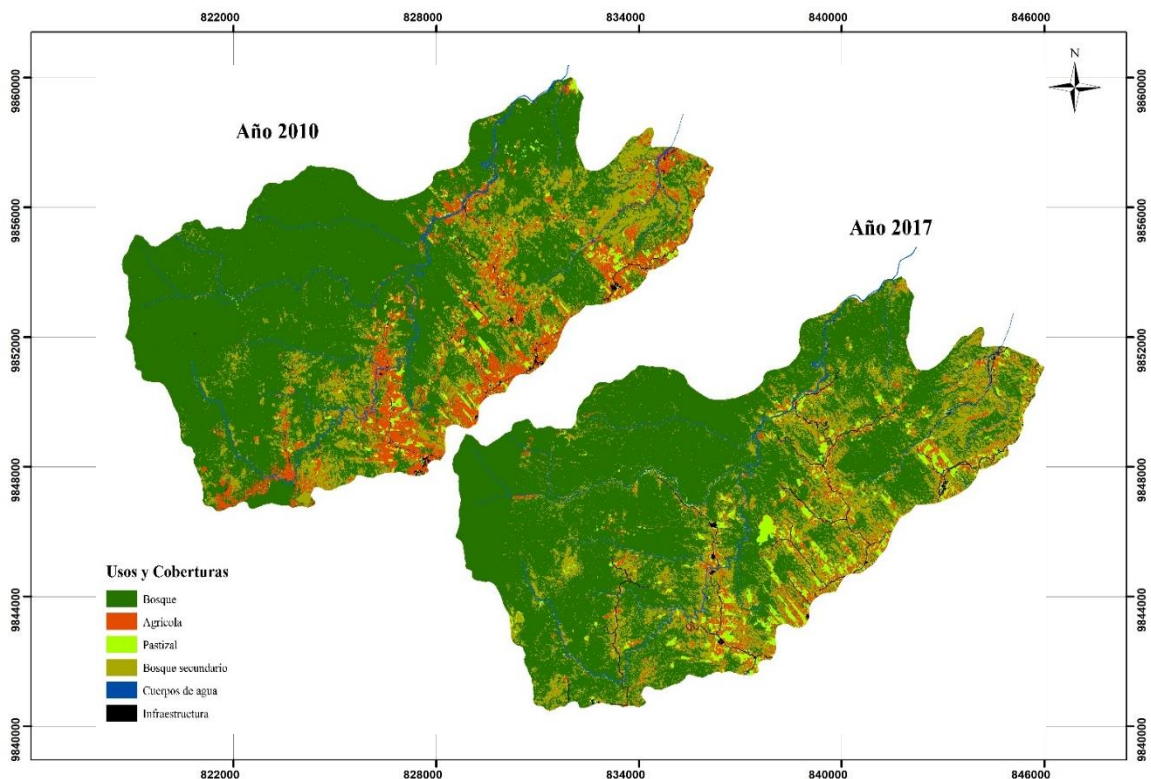 822000 828000 834000 840000 846000
N
9860000 9860000
Año 2010
9856000 9856000
Año 2017
9852000 9852000
9848000 9848000
Usos y Coberturas
Bosque
9844000 9844000
Agrícola
Pastizal
Bosque secundario
Cuerpos de agua
Infraestructura
9840000 9840000
822000 828000 834000 840000 846000